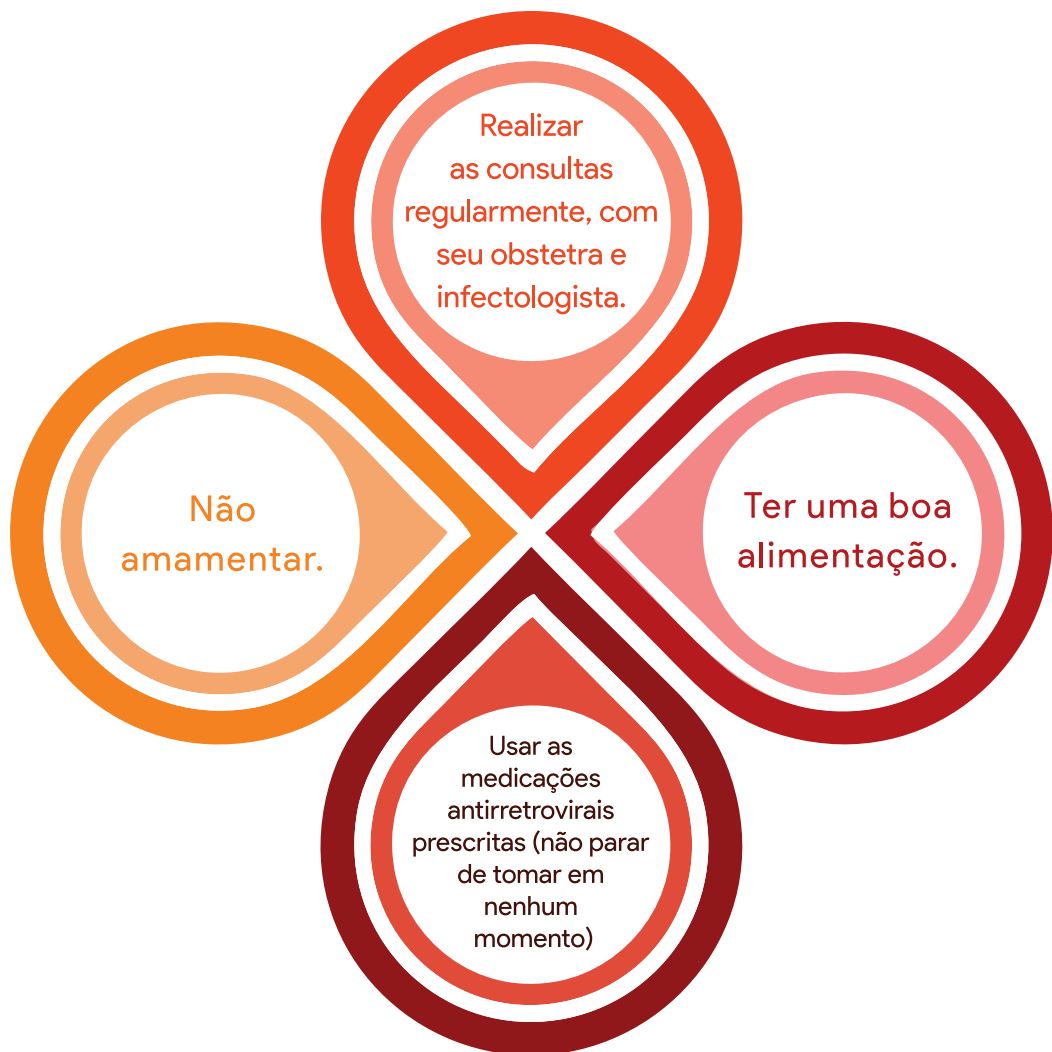 Realizar
as consultas
regularmente, com
seu obstetra e
infectologista.
Não
amamentar.
Ter uma boa
alimentação.
Usar as
medicações
antirretrovirais
prescritas (não parar
de tomar em
nenhum
momento)